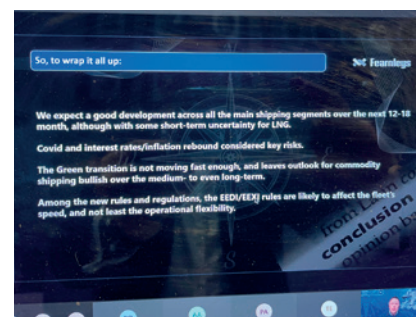 So, to wrap it all up:
Fearnleys
We expect a good development across all the main shipping segments over the next 12-18
month, although with some short-term uncertainty for LNG.
Covid and interest rates/inflation rebound considered key risks.
The Green transition is not moving fast enough, and leaves outlook for commodity
shipping bullish over the medium- to even long-term.
Among the new rules and regulations, the EEDI/EEXI rules are likely to affect the fleet's
speed, and not least the operational flexibility.
from
conclusion
opinion
PA